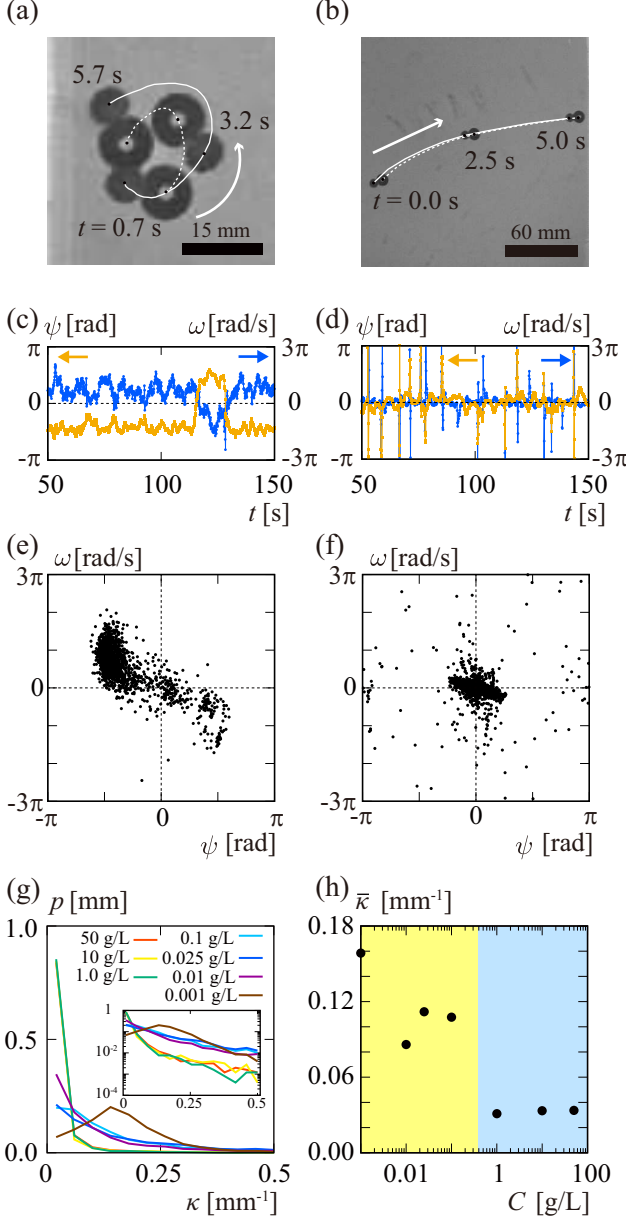 (a)
5.7 s
3.2 s
t = 0.7 s
15 mm
(b)
5.0 s
2.5 s
t = 0.0 s
60 mm
(c) ψ [rad] ω [rad/s]
π 3π
0 0
-π -3π
50 100 150
t [s]
(d) ψ [rad] ω [rad/s]
π 3π
0 0
-π -3π
50 100 150
t [s]
(e) ω [rad/s]
3π
0
-3π
-π 0 π
ψ [rad]
(f) ω [rad/s]
3π
0
-3π
-π 0 π
ψ [rad]
(g) p [mm]
1.0
0.5
0.0
50 g/L 0.1 g/L
10 g/L 0.025 g/L
1.0 g/L 0.01 g/L
0.001 g/L
1
10⁻²
10⁻⁴
0 0.25 0.5
0 0.25 0.5
κ [mm⁻¹]
(h) κ̅ [mm⁻¹]
0.18
0.12
0.06
0.00
0.01 1 100
C [g/L]